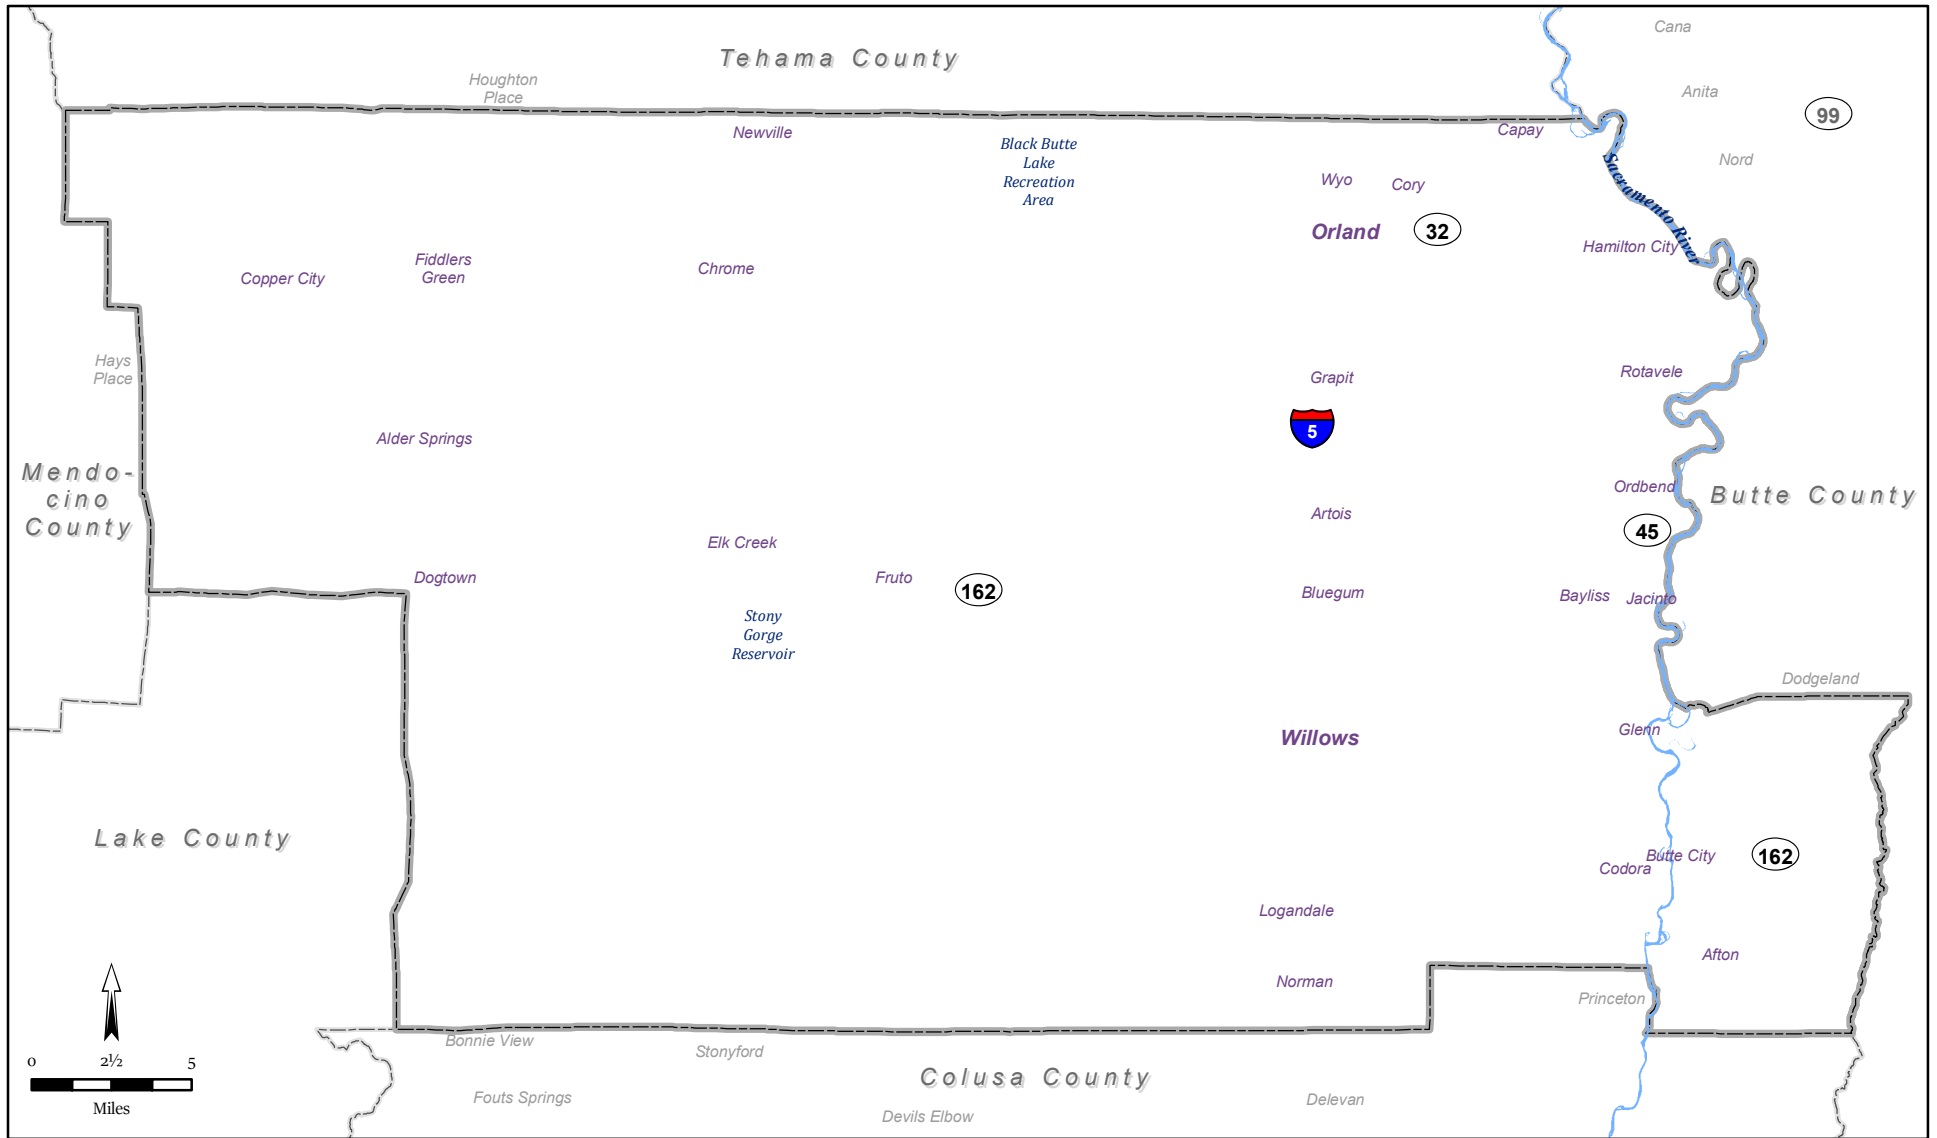 Cana
Tehama County
Houghton
Place
Anita
99
Newville
Capay
Black Butte
Lake
Recreation
Area
Nord
Wyo
Cory
Sacramento River
Orland
32
Hamilton City
Fiddlers
Green
Copper City
Chrome
Hays
Place
Grapit
Rotavele
5
Alder Springs
Mendo-
cino
County
Ordbend
Butte County
Artois
45
Elk Creek
Dogtown
Fruto
162
Bluegum
Bayliss
Jacinto
Stony
Gorge
Reservoir
Dodgeland
Glenn
Willows
Lake County
Butte City
162
Codora
Logandale
Afton
Norman
Princeton
Bonnie View
Stonyford
0 2½ 5
Miles
Colusa County
Fouts Springs
Delevan
Devils Elbow